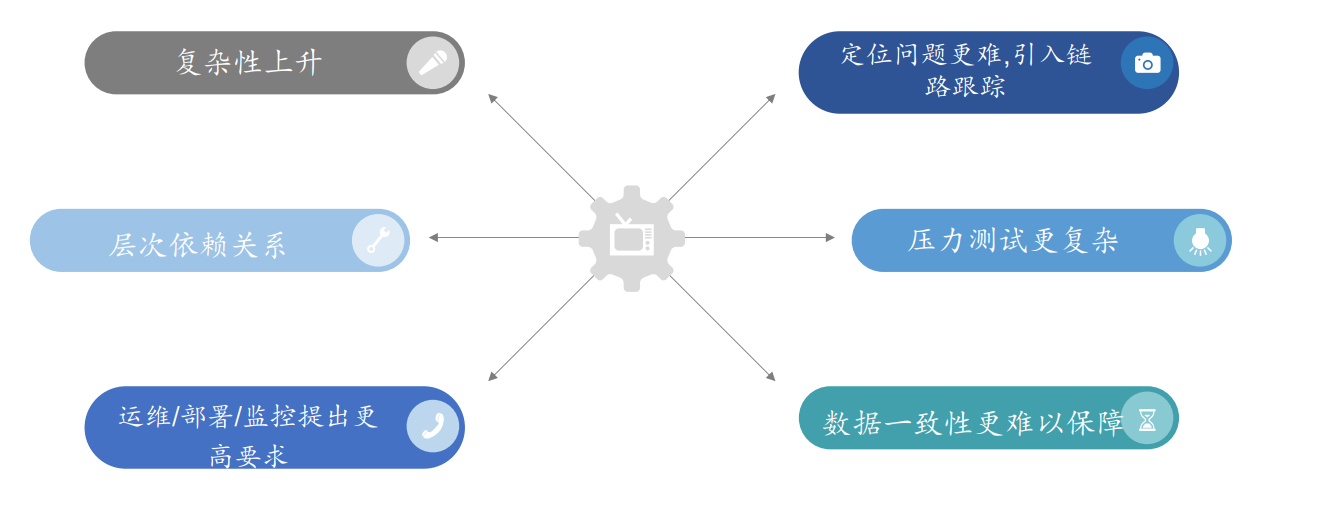 复杂性上升
定位问题更难,引入链
路跟踪
层次依赖关系
压力测试更复杂
运维/部署/监控提出更
高要求
数据一致性更难以保障